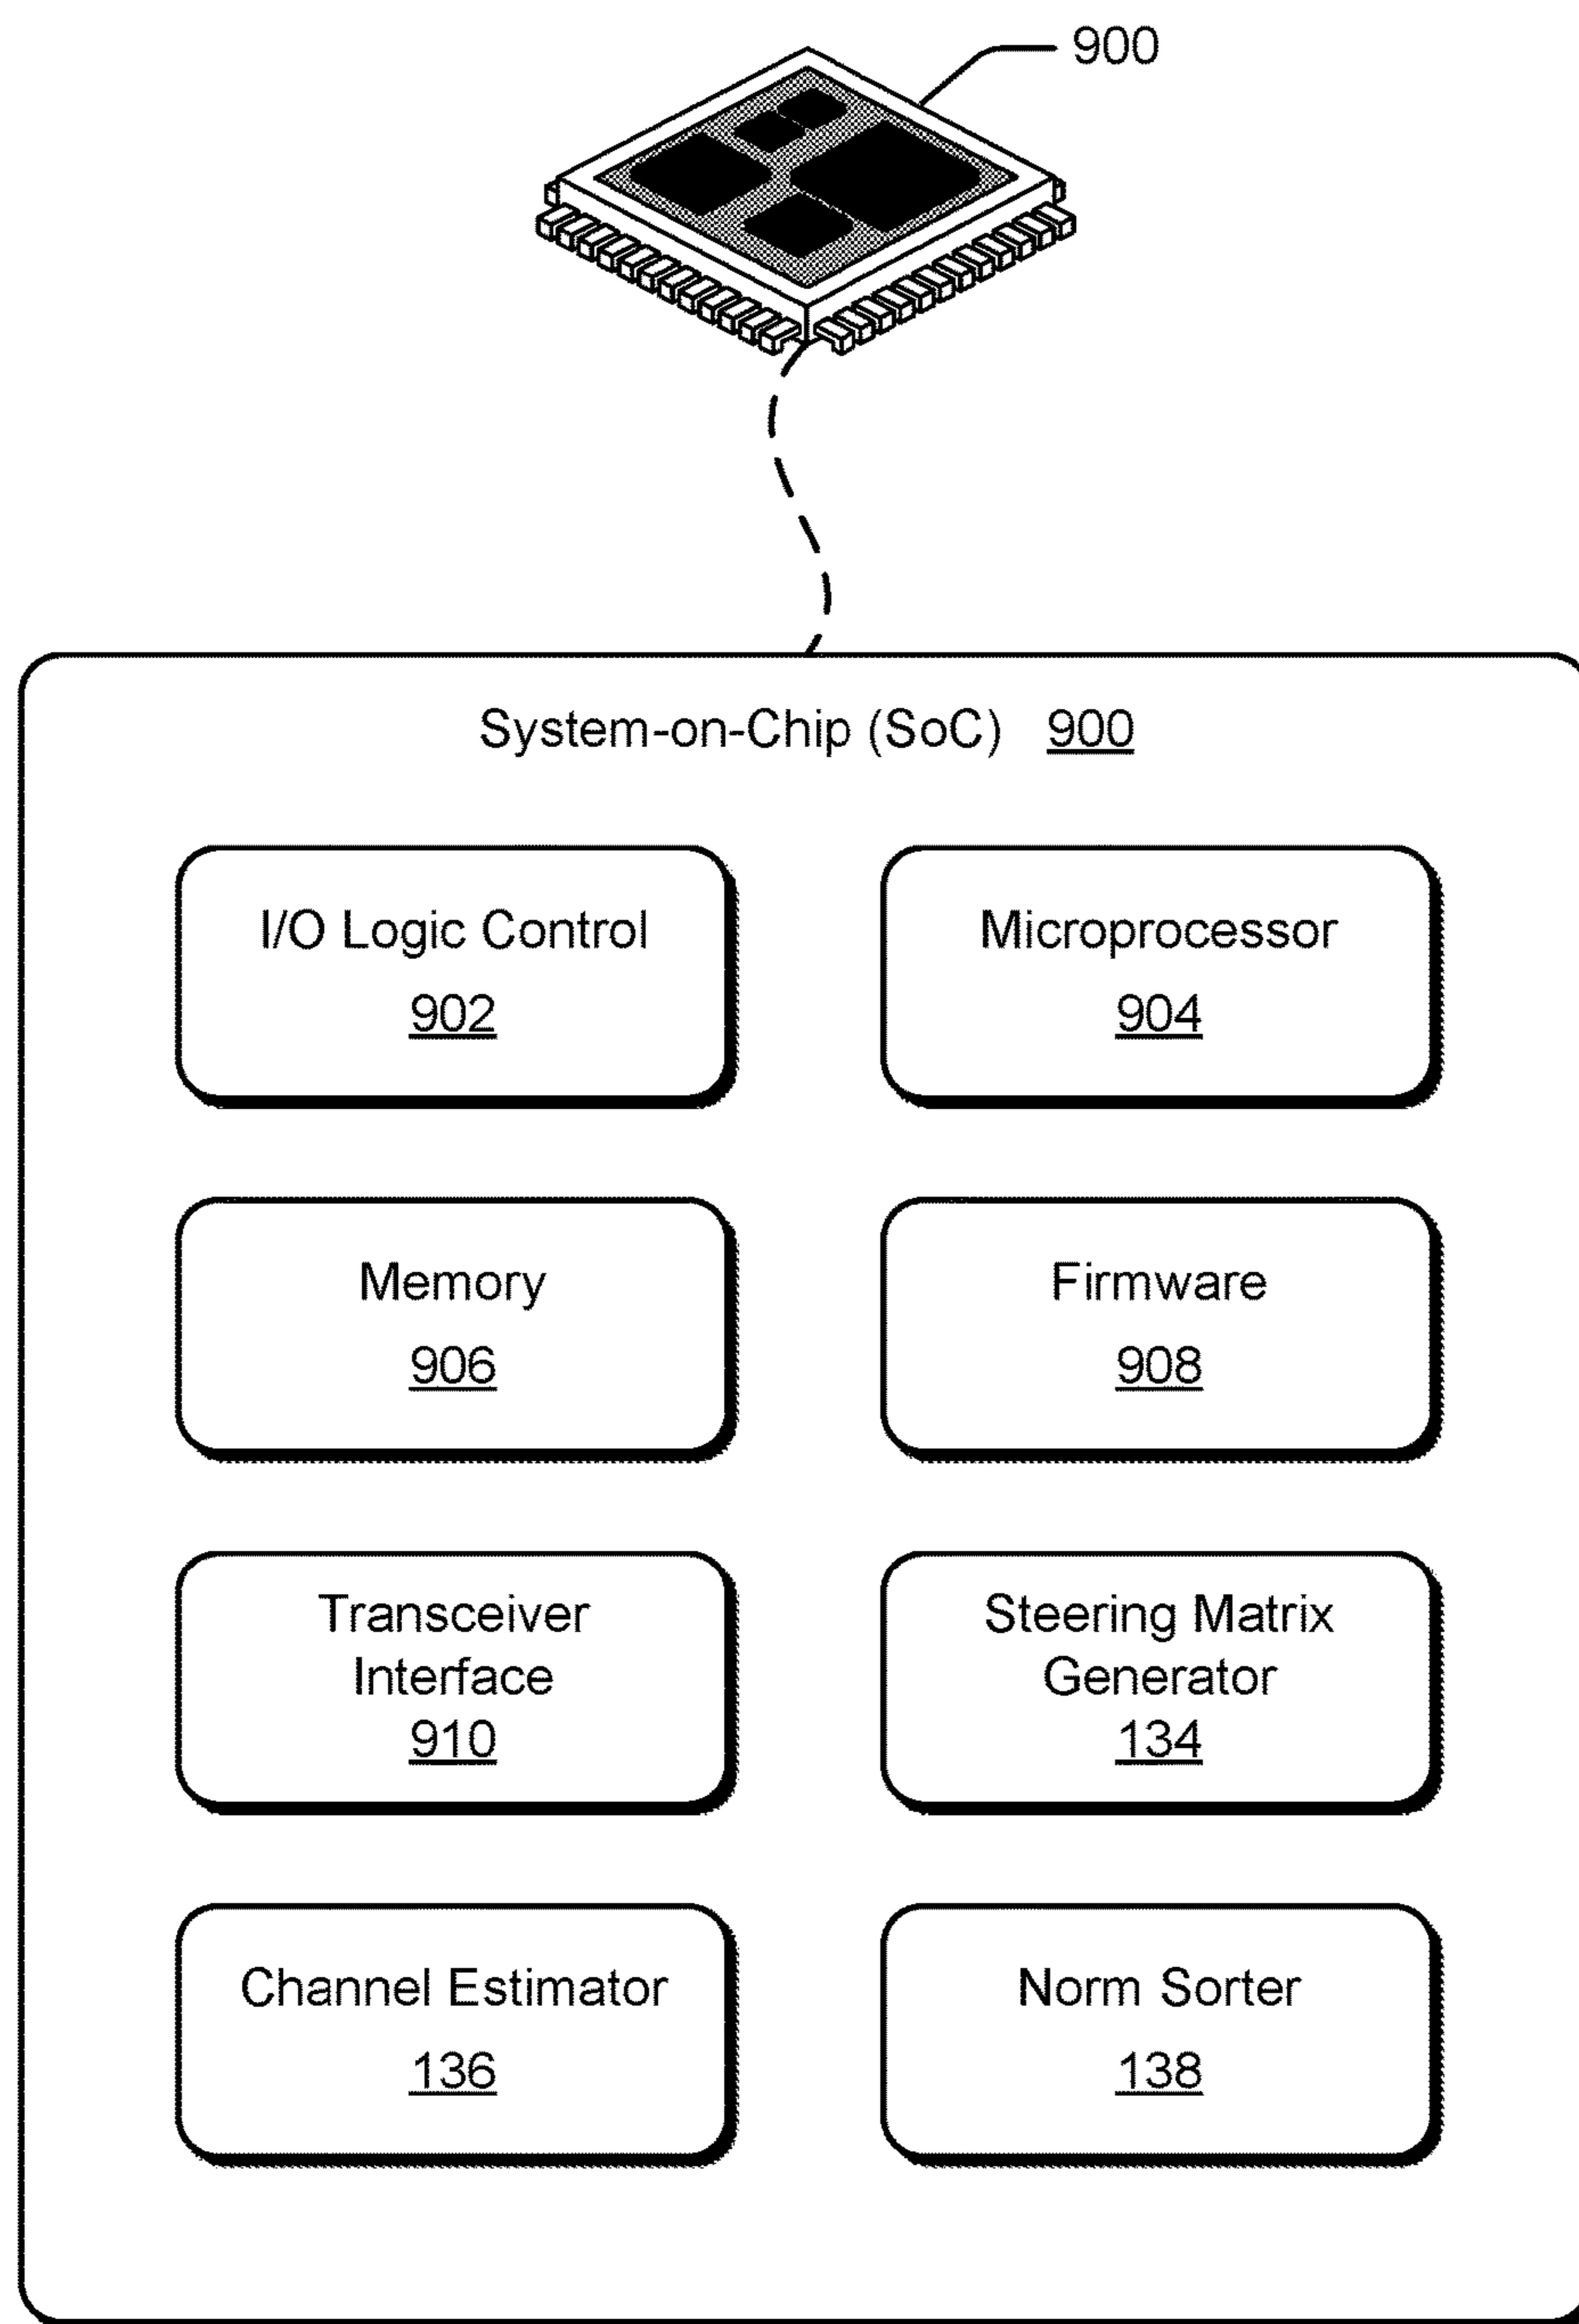 900
System-on-Chip (SoC) 900
I/O Logic Control
902
Microprocessor
904
Memory
906
Firmware
908
Transceiver
Interface
910
Steering Matrix
Generator
134
Channel Estimator
136
Norm Sorter
138